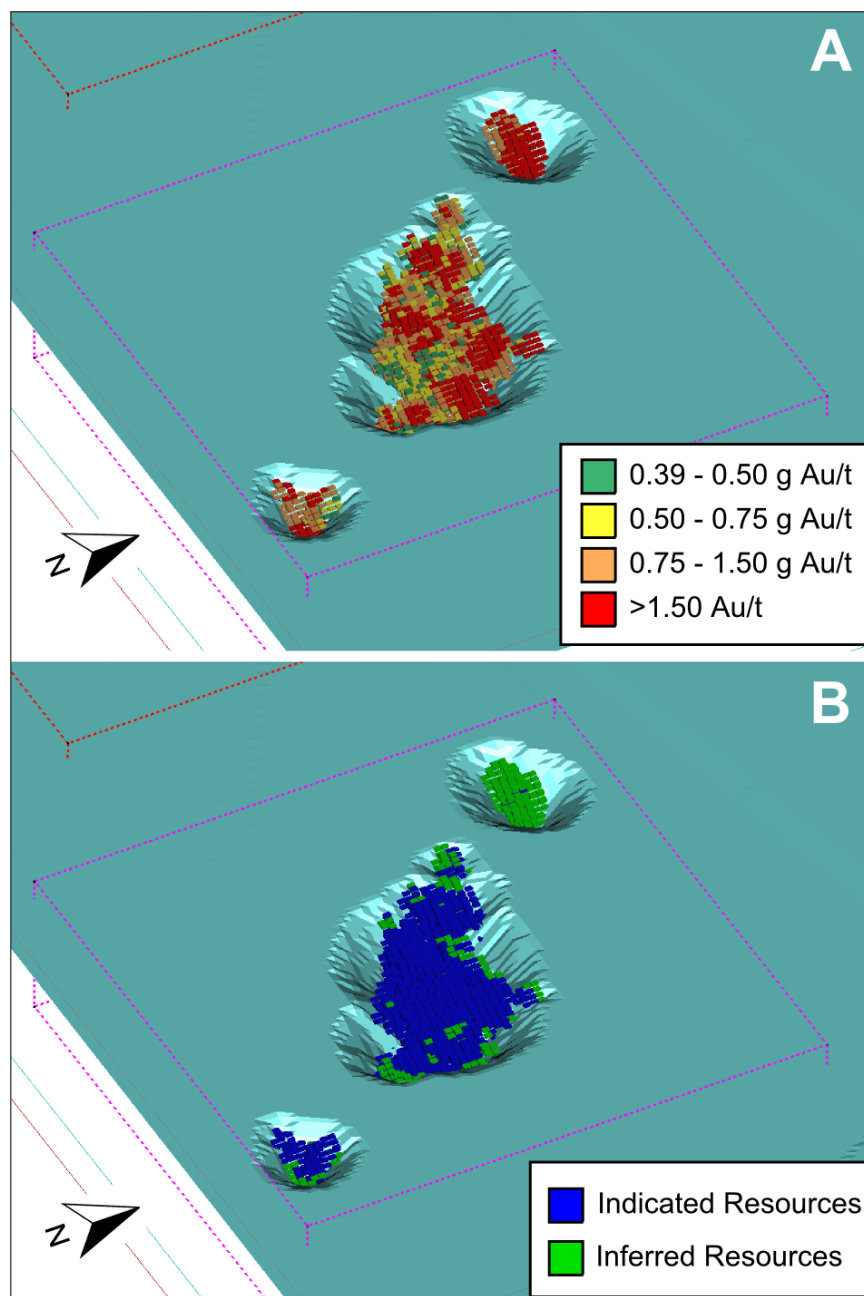 A
0.39 - 0.50 g Au/t
0.50 - 0.75 g Au/t
0.75 - 1.50 g Au/t
>1.50 Au/t
N
B
Indicated Resources
Inferred Resources
N